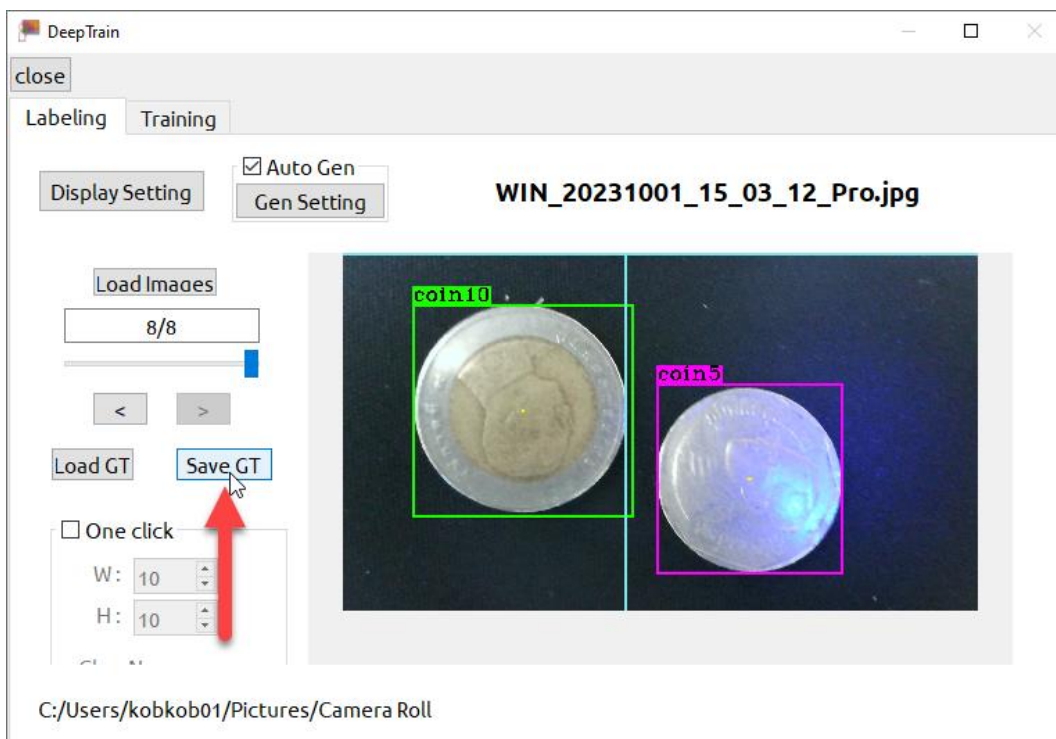 DeepTrain
close
Labeling Training
Display Setting
Auto Gen
Gen Setting
WIN_20231001_15_03_12_Pro.jpg
Load Images
8/8
< >
Load GT Save GT
One click
W: 10
H: 10
coin10
coin5
C:/Users/kobkob01/Pictures/Camera Roll